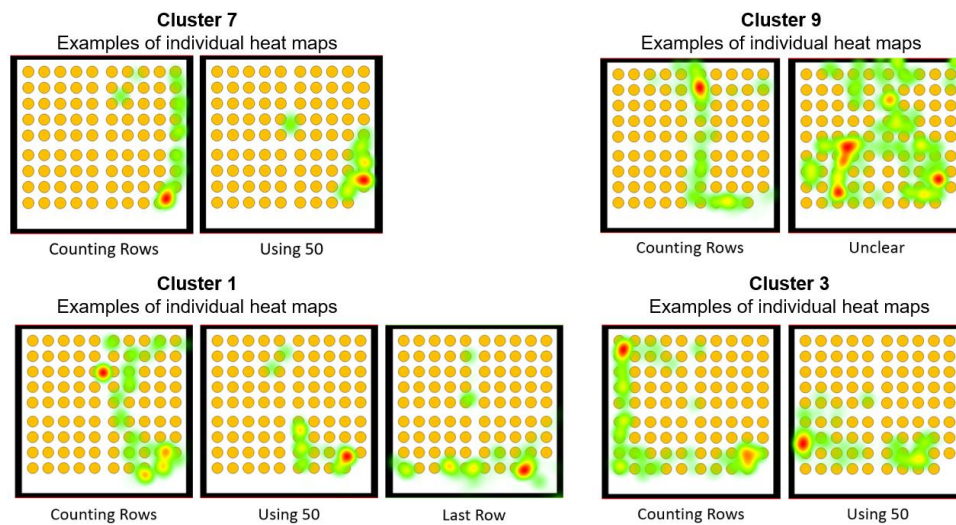 Cluster 7
Examples of individual heat maps
Counting Rows
Using 50
Cluster 9
Examples of individual heat maps
Counting Rows
Unclear
Cluster 1
Examples of individual heat maps
Counting Rows
Using 50
Last Row
Cluster 3
Examples of individual heat maps
Counting Rows
Using 50